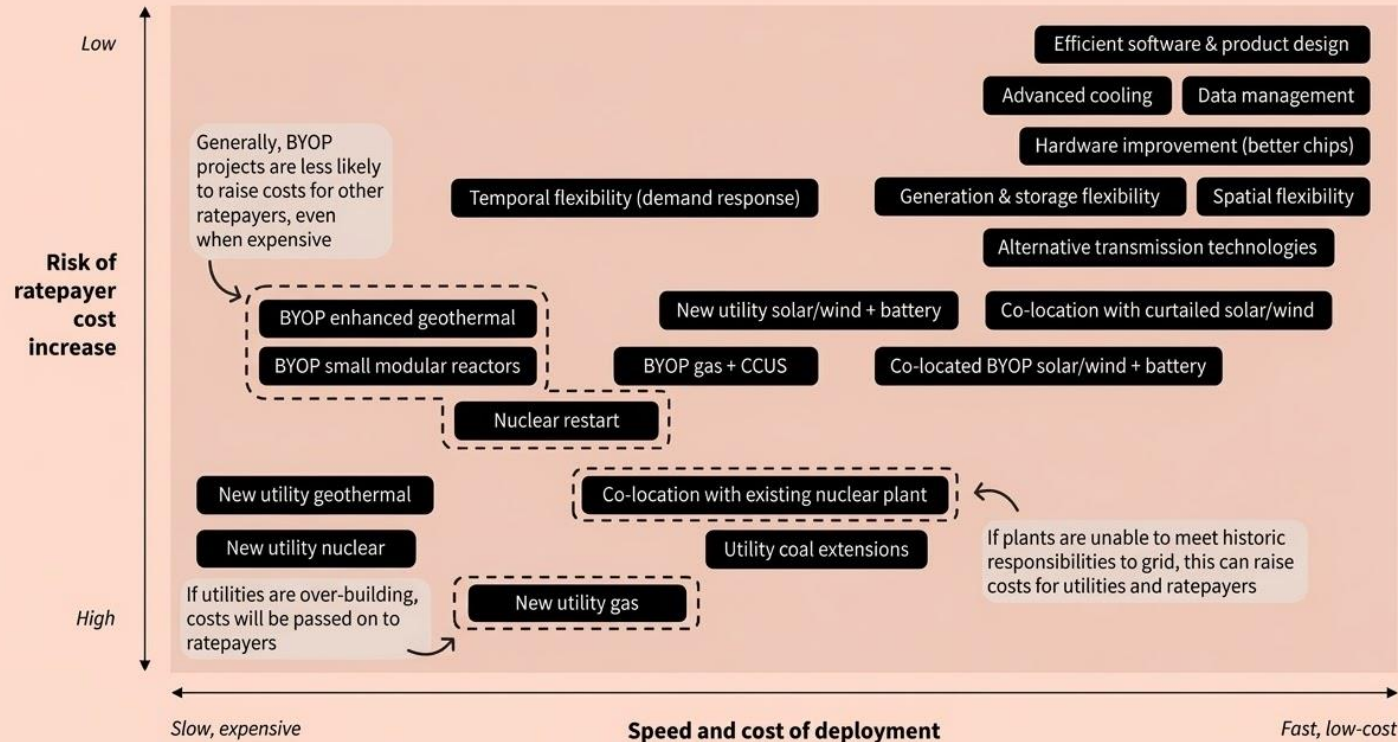 Low
Efficient software & product design
Advanced cooling
Data management
Generally, BYOP
projects are less likely
to raise costs for other
ratepayers, even
when expensive
Hardware improvement (better chips)
Temporal flexibility (demand response)
Generation & storage flexibility
Spatial flexibility
Alternative transmission technologies
Risk of
ratepayer
cost
increase
BYOP enhanced geothermal
New utility solar/wind + battery
Co-location with curtailed solar/wind
BYOP small modular reactors
BYOP gas + CCUS
Co-located BYOP solar/wind + battery
Nuclear restart
New utility geothermal
Co-location with existing nuclear plant
New utility nuclear
Utility coal extensions
If plants are unable to meet historic
responsibilities to grid, this can raise
costs for utilities and ratepayers
If utilities are over-building,
costs will be passed on to
ratepayers
New utility gas
High
Slow, expensive
Speed and cost of deployment
Fast, low-cost